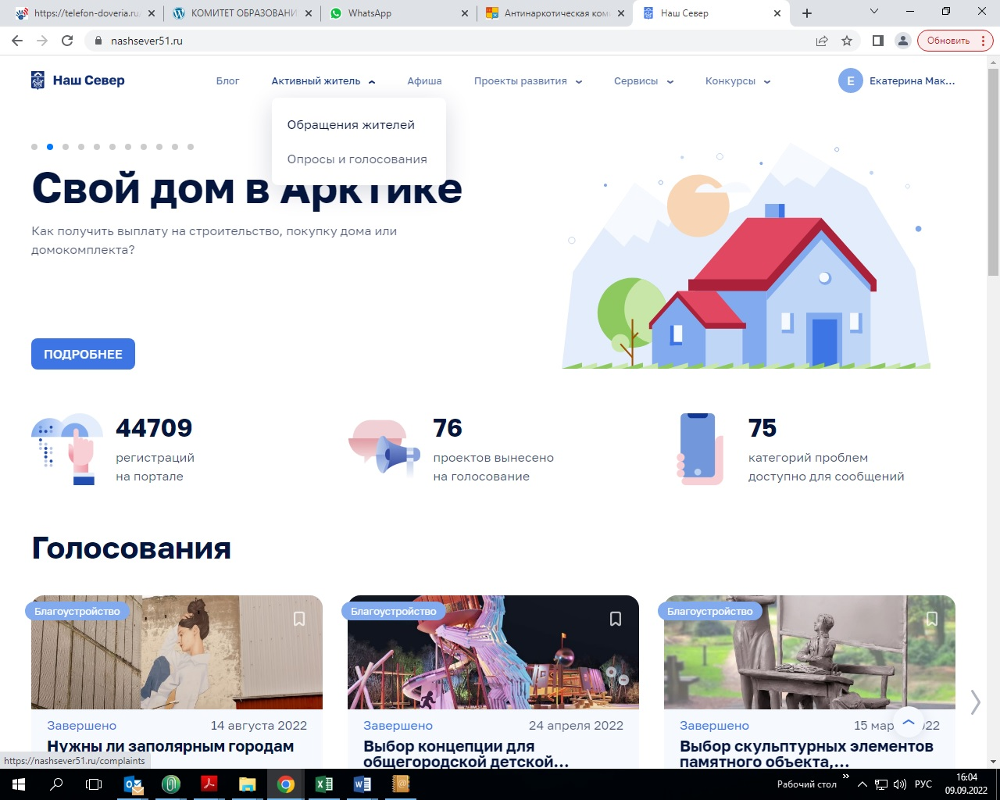 https://telefon-doveria.ru
КОМИТЕТ ОБРАЗОВАНИ
WhatsApp
Антинаркотическая ком
Наш Север
nashsever51.ru
Обновить
Наш Север
Блог
Активный житель
Афиша
Проекты развития
Сервисы
Конкурсы
Е
Екатерина Мак...
Обращения жителей
Опросы и голосования
Свой дом в Арктике
Как получить выплату на строительство, покупку дома или
домокомплекта?
ПОДРОБНЕЕ
44709
регистраций
на портале
76
проектов вынесено
на голосование
75
категорий проблем
доступно для сообщений
Голосования
Благоустройство
Завершено
14 августа 2022
Нужны ли заполярным городам
Благоустройство
Завершено
24 апреля 2022
Выбор концепции для
общегородской детской...
Благоустройство
Завершено
15 мар 22
Выбор скульптурных элементов
памятного объекта,...
https://nashsever51.ru/complaints
Рабочий стол
РУС
16:04
09.09.2022